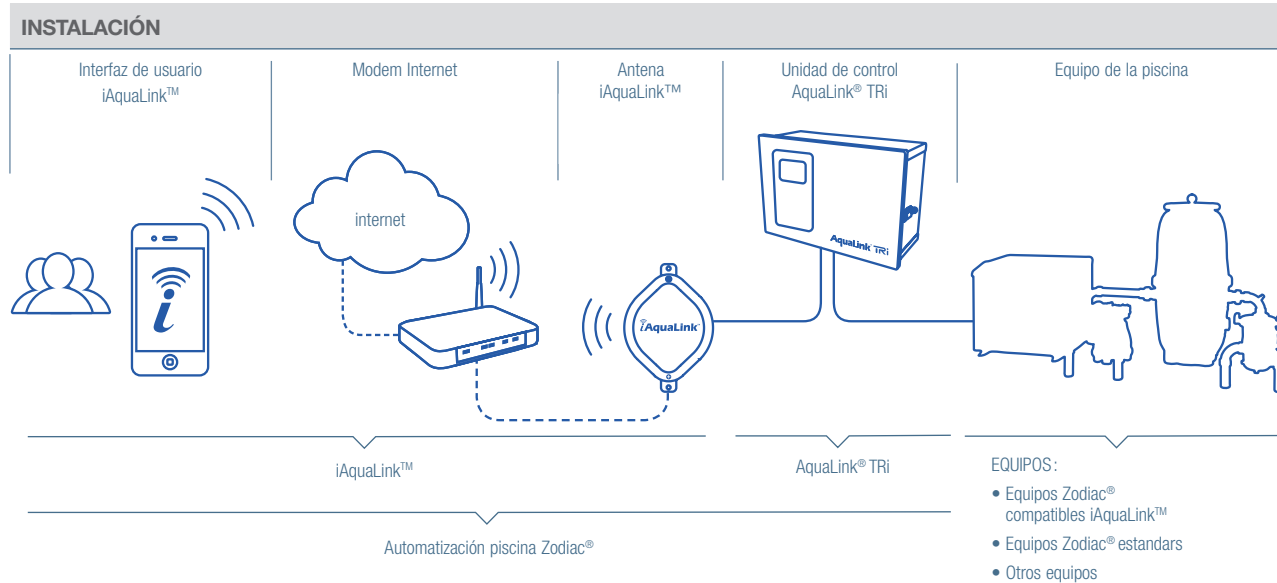 INSTALACIÓN
Interfaz de usuario
iAquaLink™
Modem Internet
Antena
iAquaLink™
Unidad de control
AquaLink® TRi
Equipo de la piscina
internet
i
iAquaLink™
AquaLink TRi
iAquaLink™
AquaLink® TRi
Automatización piscina Zodiac®
EQUIPOS:
• Equipos Zodiac®
compatibles iAquaLink™
• Equipos Zodiac® estandars
• Otros equipos